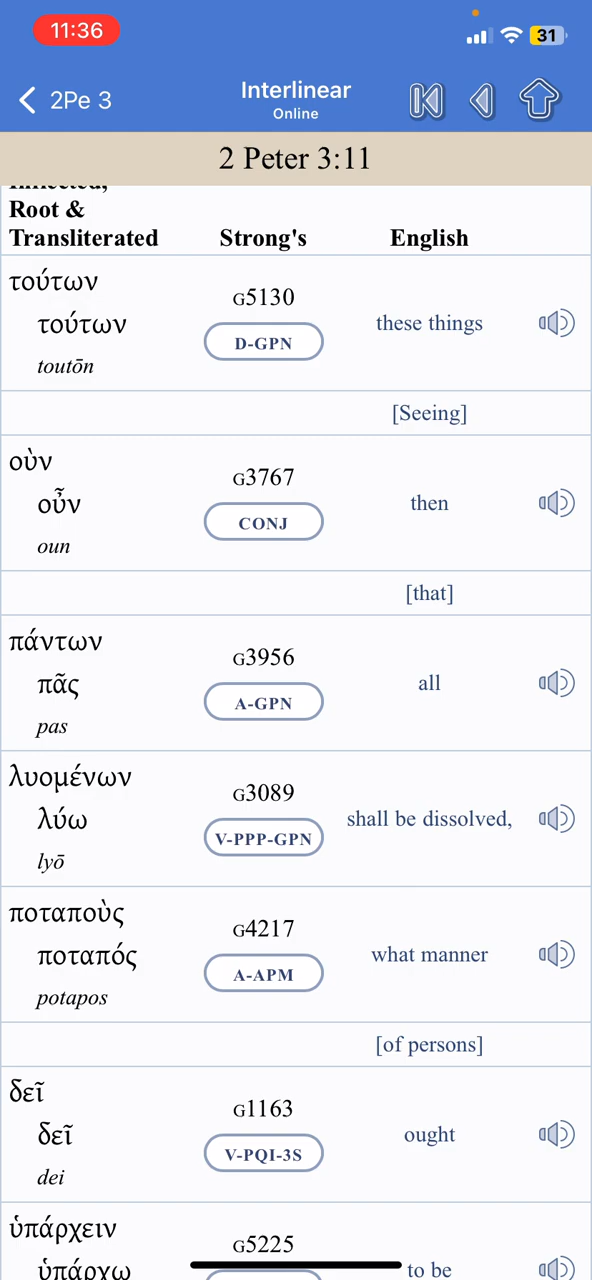 11:36
31
2Pe 3
Interlinear
Online
2 Peter 3:11
Inflected,
Root &
Transliterated
Strong's
English
τούτων
τούτων
toutōn
G5130
D-GPN
these things
[Seeing]
οὺν
οὖν
oun
G3767
CONJ
then
[that]
πάντων
πᾶς
pas
G3956
A-GPN
all
λυομένων
λύω
lyō
G3089
V-PPP-GPN
shall be dissolved,
ποταποὺς
ποταπός
potapos
G4217
A-APM
what manner
[of persons]
δεῖ
δεῖ
dei
G1163
V-PQI-3S
ought
ὑπάρχειν
ὑπάρχω
G5225
to be